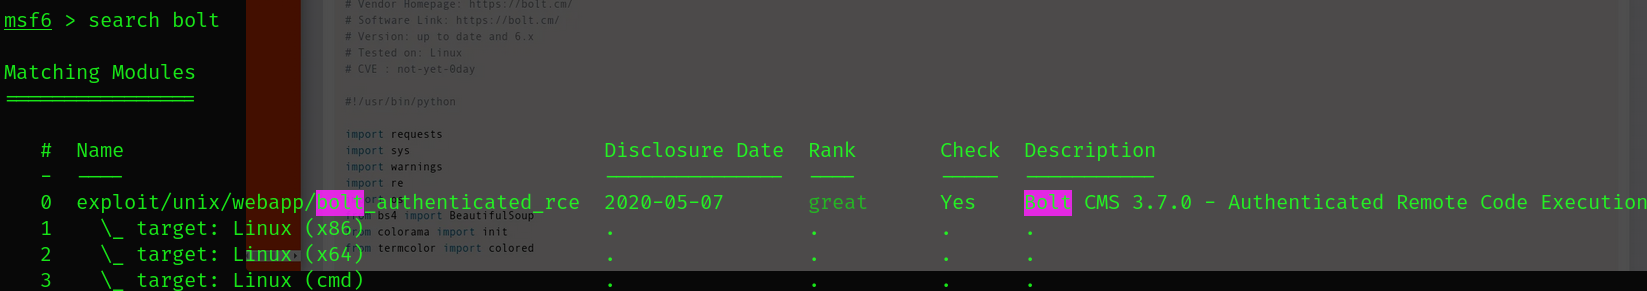 msf6 > search bolt
# Vendor Homepage: https://bolt.cm/
# Software Link: https://bolt.cm/
# Version: up to date and 6.x
# Tested on: Linux
# CVE : not-yet-0day
Matching Modules
================
#!/usr/bin/python
import requests
import sys
import warnings
import re
# Name Disclosure Date Rank Check Description
- ---- --------------- ---- ----- -----------
0 exploit/unix/webapp/bolt_authenticated_rce 2020-05-07 great Yes Bolt CMS 3.7.0 - Authenticated Remote Code Execution
bs4 import BeautifulSoup
1 \_ target: Linux (x86) . . . .
colorama import init
2 \_ target: Linux (x64) . . . .
termcolor import colored
3 \_ target: Linux (cmd) . . . .